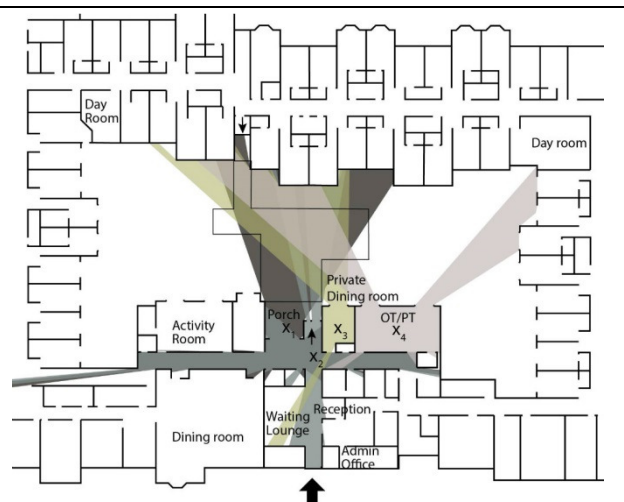 Day
Room
Day room
Private
Dining room
Porch
X1
X2
X3
OT/PT
X4
Activity
Room
Waiting
Lounge
Reception
Dining room
Admin
Office